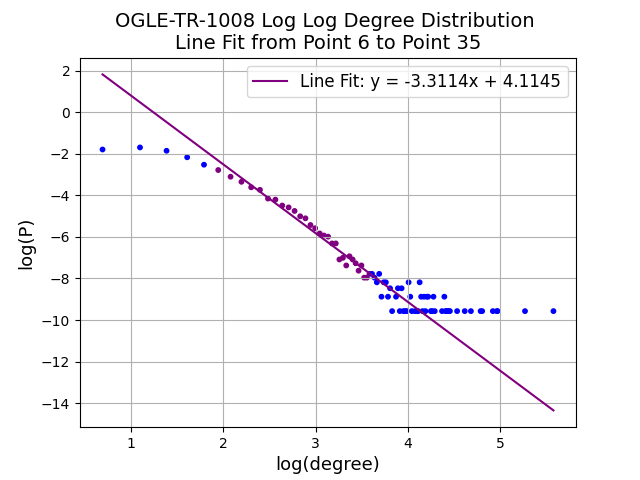 OGLE-TR-1008 Log Log Degree Distribution
Line Fit from Point 6 to Point 35
Line Fit: y = -3.3114x + 4.1145
2
0
−2
−4
−6
−8
−10
−12
−14
log(P)
1 2 3 4 5
log(degree)